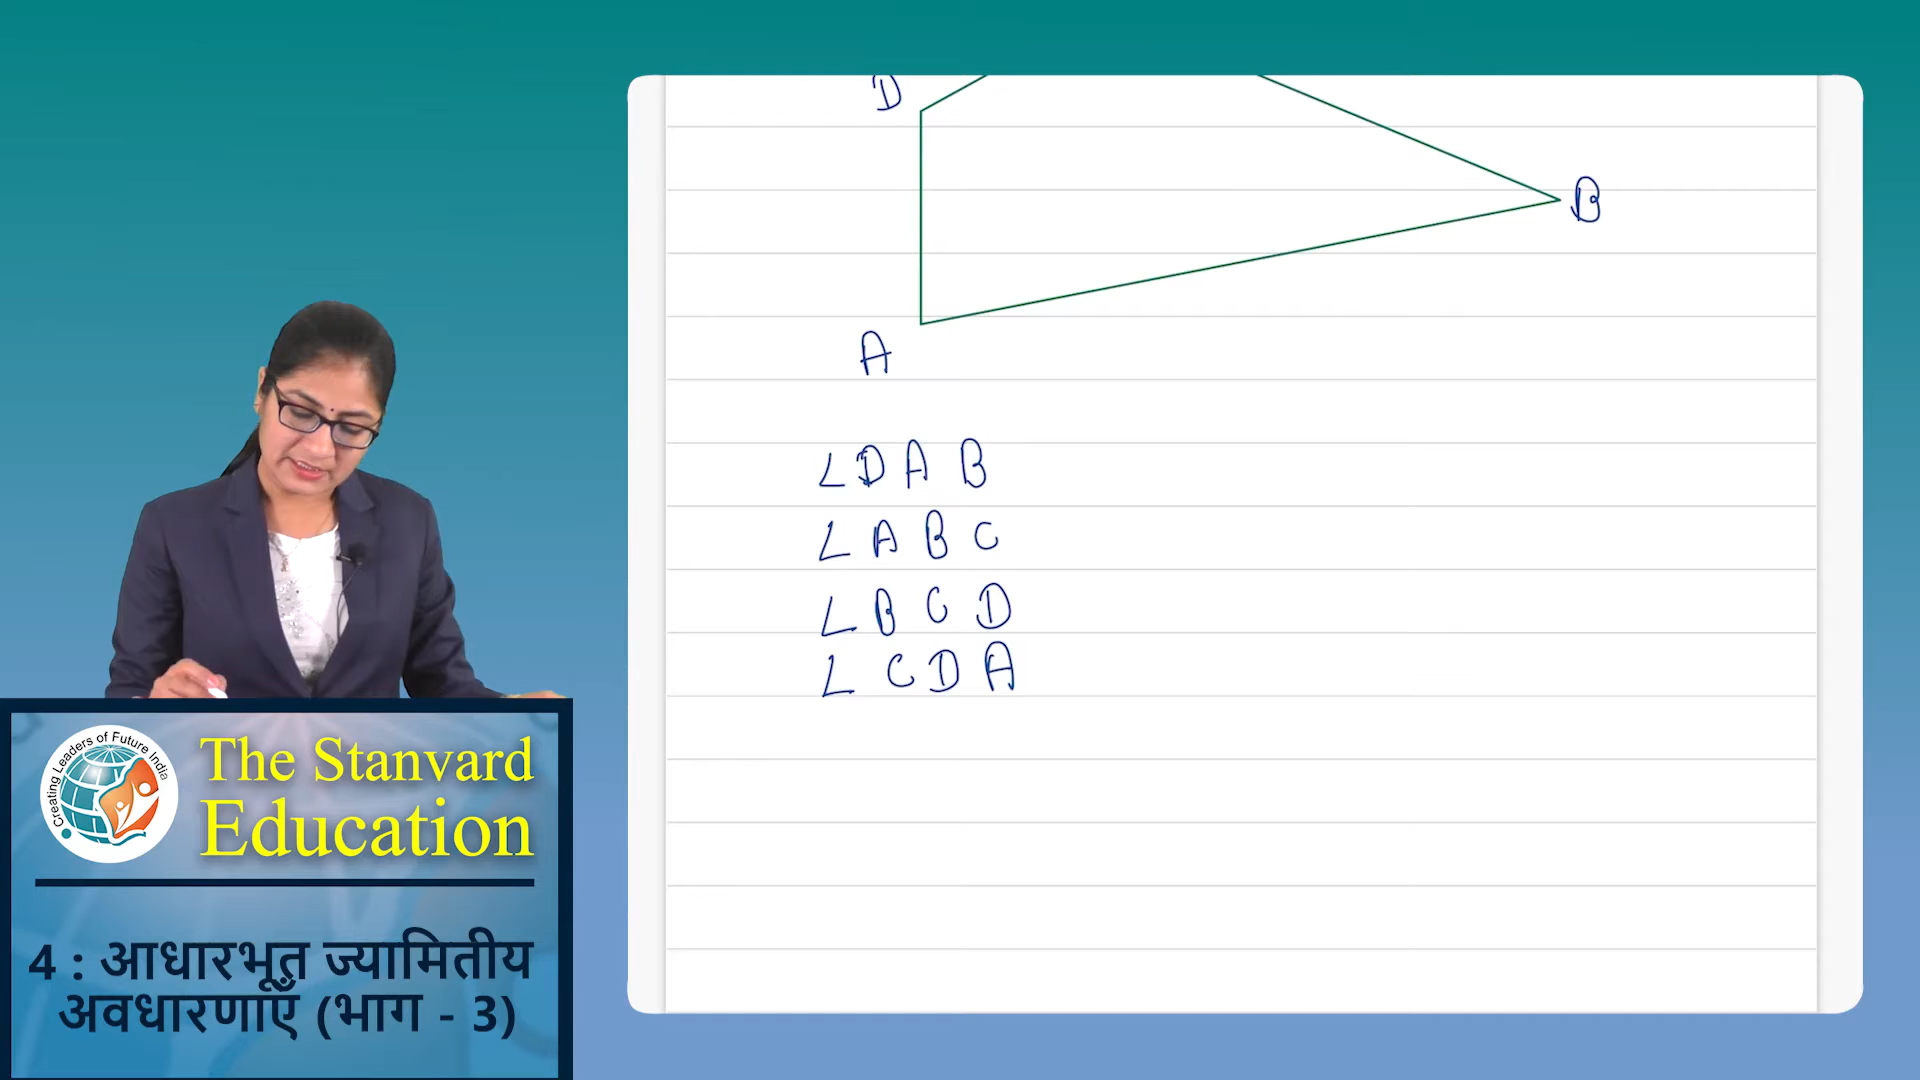 D
B
A
∠DAB
∠ABC
∠BCD
∠CDA
Creating Leaders of Future India
The Stanvard
Education
4 : आधारभूत ज्यामितीय
अवधारणाएँ (भाग - 3)